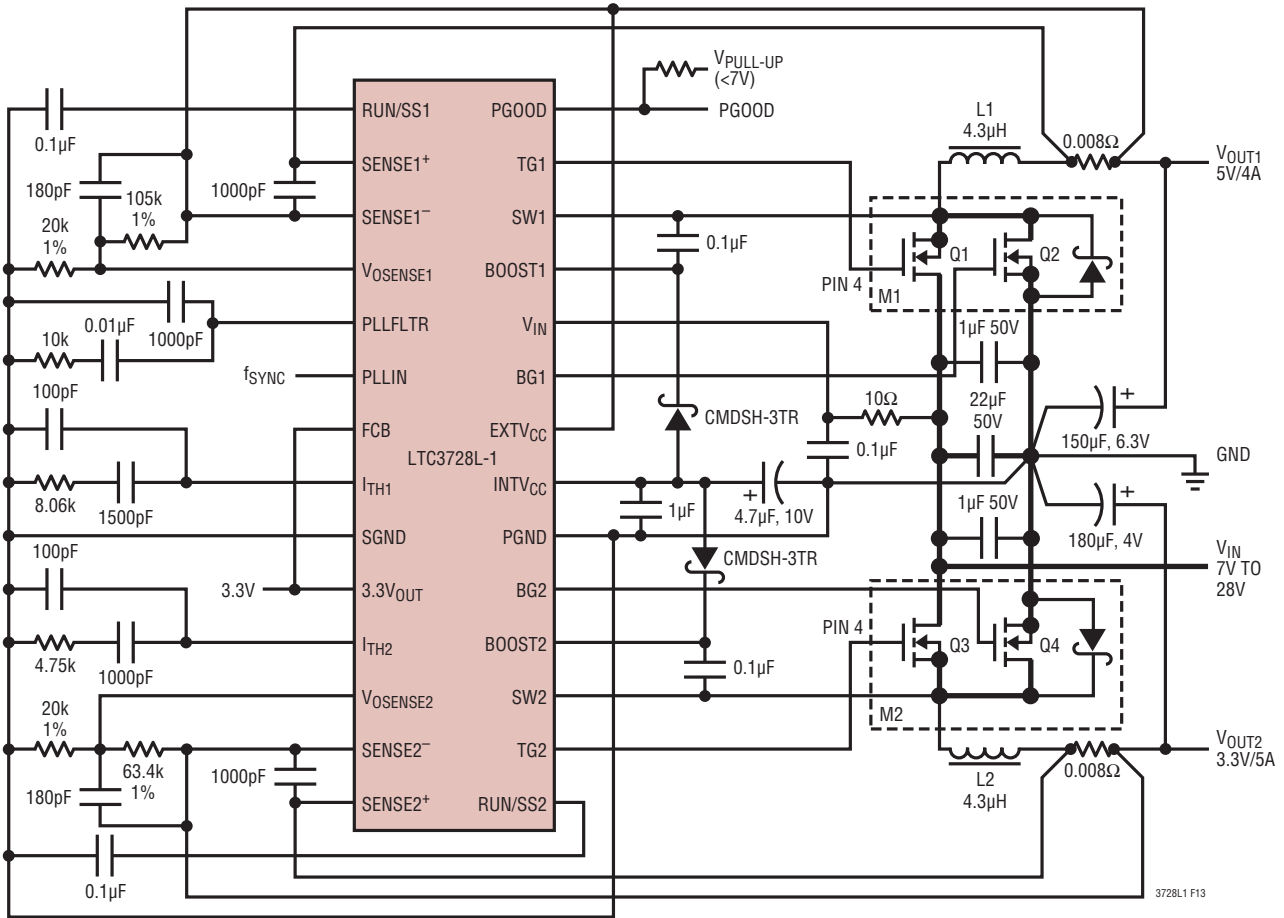 V_PULL-UP
(<7V)
PGOOD
L1
4.3µH
0.008Ω
V_OUT1
5V/4A
0.1µF
180pF
105k
1%
20k
1%
1000pF
0.01µF
1000pF
10k
f_SYNC
100pF
8.06k
1500pF
100pF
3.3V
4.75k
1000pF
20k
1%
63.4k
1%
180pF
1000pF
0.1µF
RUN/SS1
SENSE1+
SENSE1–
V_OSENSE1
PLLFLTR
PLLIN
FCB
LTC3728L-1
I_TH1
SGND
3.3V_OUT
I_TH2
V_OSENSE2
SENSE2–
SENSE2+
PGOOD
TG1
SW1
BOOST1
V_IN
BG1
EXTV_CC
INTV_CC
PGND
BG2
BOOST2
SW2
TG2
RUN/SS2
0.1µF
CMDSH-3TR
10Ω
0.1µF
1µF
4.7µF, 10V
+
CMDSH-3TR
0.1µF
PIN 4
Q1
Q2
M1
1µF 50V
22µF
50V
1µF 50V
+
150µF, 6.3V
GND
+
180µF, 4V
V_IN
7V TO
28V
PIN 4
Q3
Q4
M2
L2
4.3µH
0.008Ω
V_OUT2
3.3V/5A
3728L1 F13